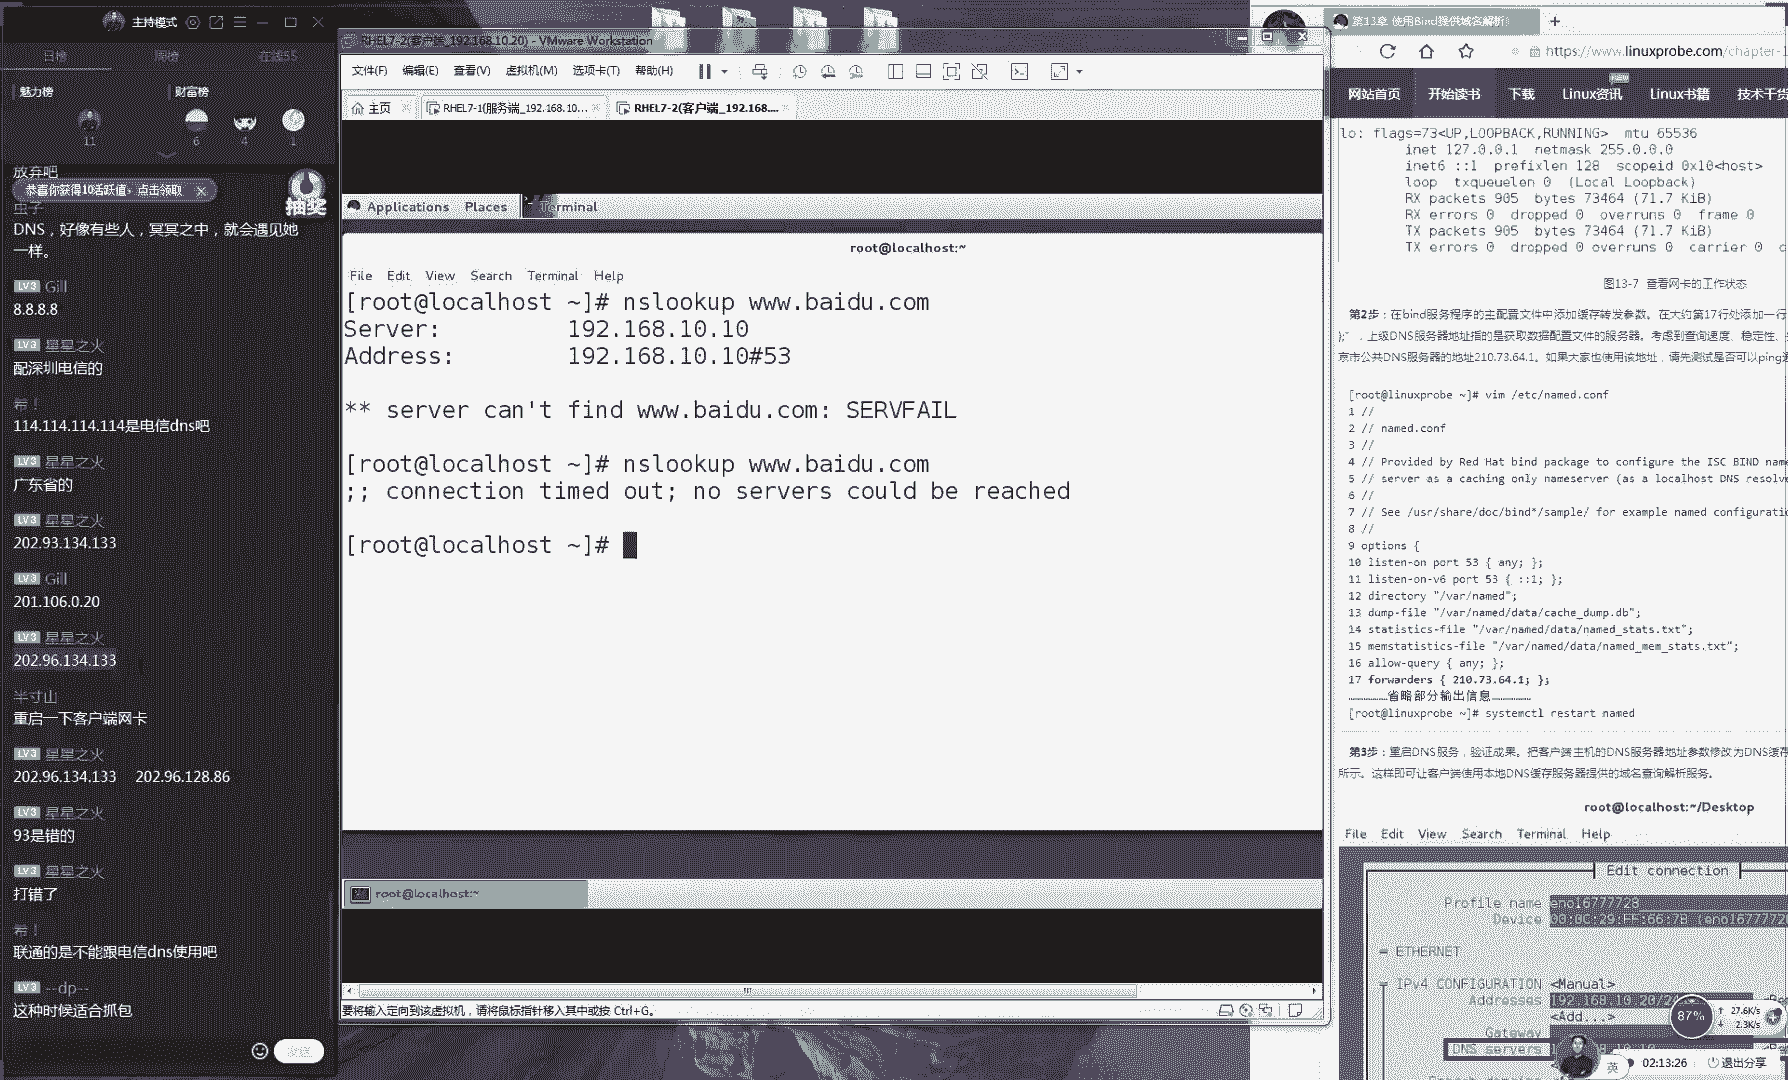 主持模式
日榜
周榜
在线55
魅力榜
财富榜
11
6
4
1
放弃吧
恭喜你获得10活跃值，点击领取
抽奖
虫子
DNS，好像有些人，冥冥之中，就会遇见她一样。
LV3 Gill
8.8.8.8
LV3 星星之火
配深圳电信的
希！
114.114.114.114是电信dns吧
LV3 星星之火
广东省的
LV3 星星之火
202.93.134.133
LV3 Gill
201.106.0.20
LV3 星星之火
202.96.134.133
半寸山
重启一下客户端网卡
LV3 星星之火
202.96.134.133 202.96.128.86
LV3 星星之火
93是错的
LV3 星星之火
打错了
希！
联通的是不能跟电信dns使用吧
LV3 --dp--
这种时候适合抓包
发送
RHEL7-2(客户端_192.168.10.20) - VMware Workstation
文件(F) 编辑(E) 查看(V) 虚拟机(M) 选项卡(T) 帮助(H)
主页
RHEL7-1(服务端_192.168.10...
RHEL7-2(客户端_192.168....
Applications Places Terminal
root@localhost:~
File Edit View Search Terminal Help
[root@localhost ~]# nslookup www.baidu.com
Server: 192.168.10.10
Address: 192.168.10.10#53
** server can't find www.baidu.com: SERVFAIL
[root@localhost ~]# nslookup www.baidu.com
;; connection timed out; no servers could be reached
[root@localhost ~]#
root@localhost:~
要将输入定向到该虚拟机，请将鼠标指针移入其中或按 Ctrl+G。
第13章 使用Bind提供域名解析
https://www.linuxprobe.com/chapter-1
网站首页 开始读书 下载 Linux资讯 Linux书籍 技术干货
lo: flags=73<UP,LOOPBACK,RUNNING> mtu 65536
inet 127.0.0.1 netmask 255.0.0.0
inet6 ::1 prefixlen 128 scopeid 0x10<host>
loop txqueuelen 0 (Local Loopback)
RX packets 905 bytes 73464 (71.7 KiB)
RX errors 0 dropped 0 overruns 0 frame 0
TX packets 905 bytes 73464 (71.7 KiB)
TX errors 0 dropped 0 overruns 0 carrier 0 c
图13-7 查看网卡的工作状态
第2步：在bind服务程序的主配置文件中添加缓存转发参数。在大约第17行处添加一行
};"，上级DNS服务器地址指的是获取数据配置文件的服务器。考虑到查询速度、稳定性、
京市公共DNS服务器的地址210.73.64.1。如果大家也使用该地址，请先测试是否可以ping
[root@linuxprobe ~]# vim /etc/named.conf
1 //
2 // named.conf
3 //
4 // Provided by Red Hat bind package to configure the ISC BIND name
5 // server as a caching only nameserver (as a localhost DNS resolve
6 //
7 // See /usr/share/doc/bind*/sample/ for example named configuratio
8 //
9 options {
10 listen-on port 53 { any; };
11 listen-on-v6 port 53 { ::1; };
12 directory "/var/named";
13 dump-file "/var/named/data/cache_dump.db";
14 statistics-file "/var/named/data/named_stats.txt";
15 memstatistics-file "/var/named/data/named_mem_stats.txt";
16 allow-query { any; };
17 forwarders { 210.73.64.1; };
………………省略部分输出信息………………
[root@linuxprobe ~]# systemctl restart named
第3步：重启DNS服务，验证成果。把客户端主机的DNS服务器地址参数修改为DNS缓存
所示。这样即可让客户端使用本地DNS缓存服务器提供的域名查询解析服务。
root@localhost:~/Desktop
File Edit View Search Terminal Help
Edit connection
Profile name eno16777728
Device 00:0C:29:FF:66:7B (eno1677772
= ETHERNET
= IPv4 CONFIGURATION <Manual>
Addresses 192.168.10.20/24
<Add...>
Gateway
DNS servers
87%
27.6K/s
2.3K/s
英
02:13:26
退出分享